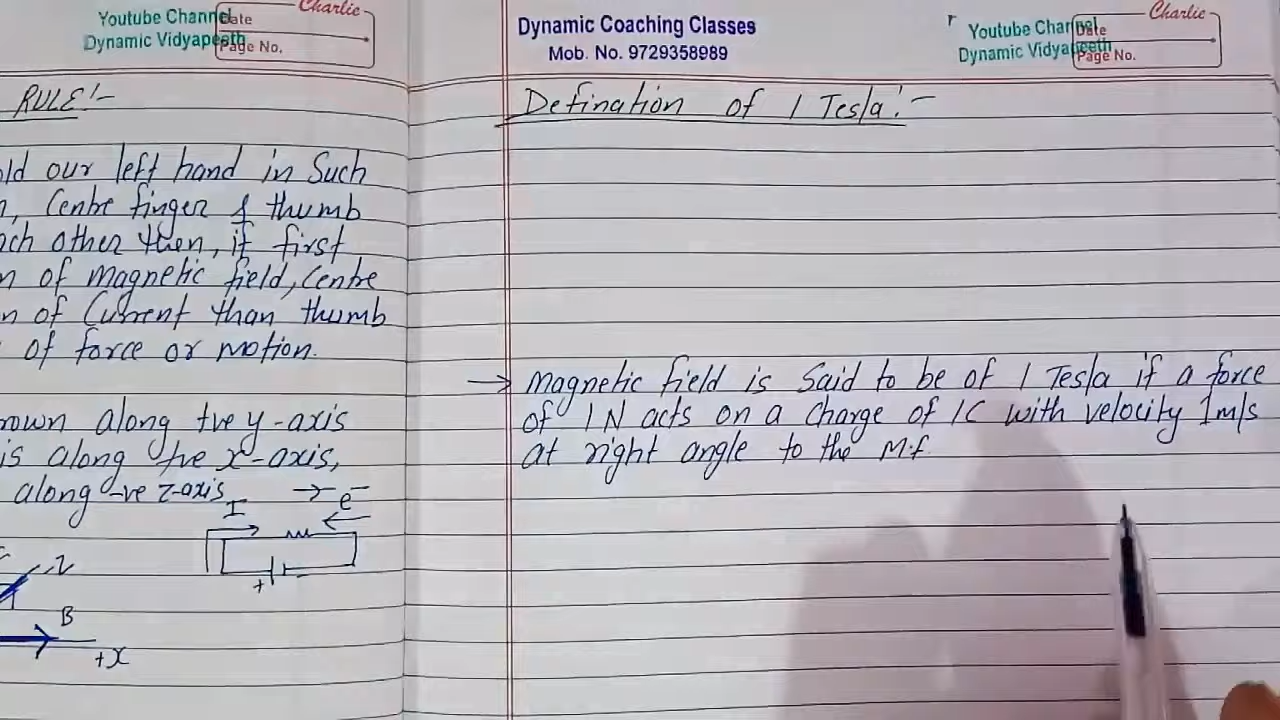 Youtube Channel
Dynamic Vidyapeeth
Charlie
Date
Page No.
RULE!-
old our left hand in Such
n, Centre finger & thumb
ach other then, if first
n of magnetic field, Centre
n of Current than thumb
of force or motion.
rown along +ve y-axis
is along +ve x-axis,
along -ve z-axis
I
→ e-
+
B
+X
Dynamic Coaching Classes
Mob. No. 9729358989
Youtube Channel
Dynamic Vidyapeeth
Charlie
Date
Page No.
Defination of 1 Tesla:-
→ Magnetic field is said to be of 1 Tesla if a force
of 1N acts on a Charge of 1C with velocity 1m/s
at right angle to the M.f.